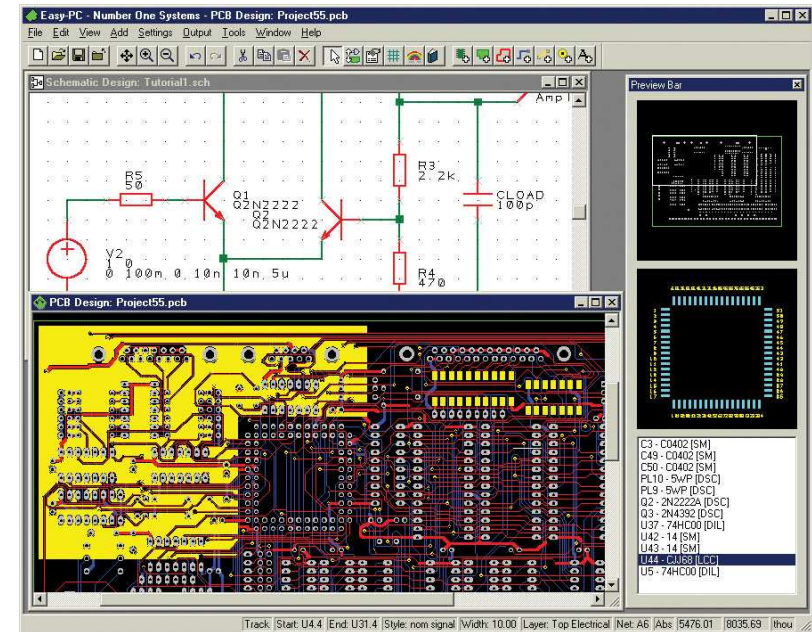 Easy-PC - Number One Systems - PCB Design: Project55.pcb
File Edit View Add Settings Output Tools Window Help
Schematic Design: Tutorial1.sch
Preview Bar
Ampl
R5
50
R3
2.2k
Q1
Q2N2222
Q2
Q2N2222
CLOAD
100p
V2
1 0
0 100m 0 10n 10n 5u
R4
470
PCB Design: Project55.pcb
C3 - C0402 [SM]
C49 - C0402 [SM]
C50 - C0402 [SM]
PL10 - 5WP [DSC]
PL9 - 5WP [DSC]
Q2 - 2N2222A [DSC]
Q3 - 2N4392 [DSC]
U37 - 74HC00 [DIL]
U42 - 14 [SM]
U43 - 14 [SM]
U44 - CJJ68 [LCC]
U5 - 74HC00 [DIL]
Track Start: U4.4 End: U31.4 Style: nom signal Width: 10.00 Layer: Top Electrical Net: A6 Abs 5476.01 8035.69 thou